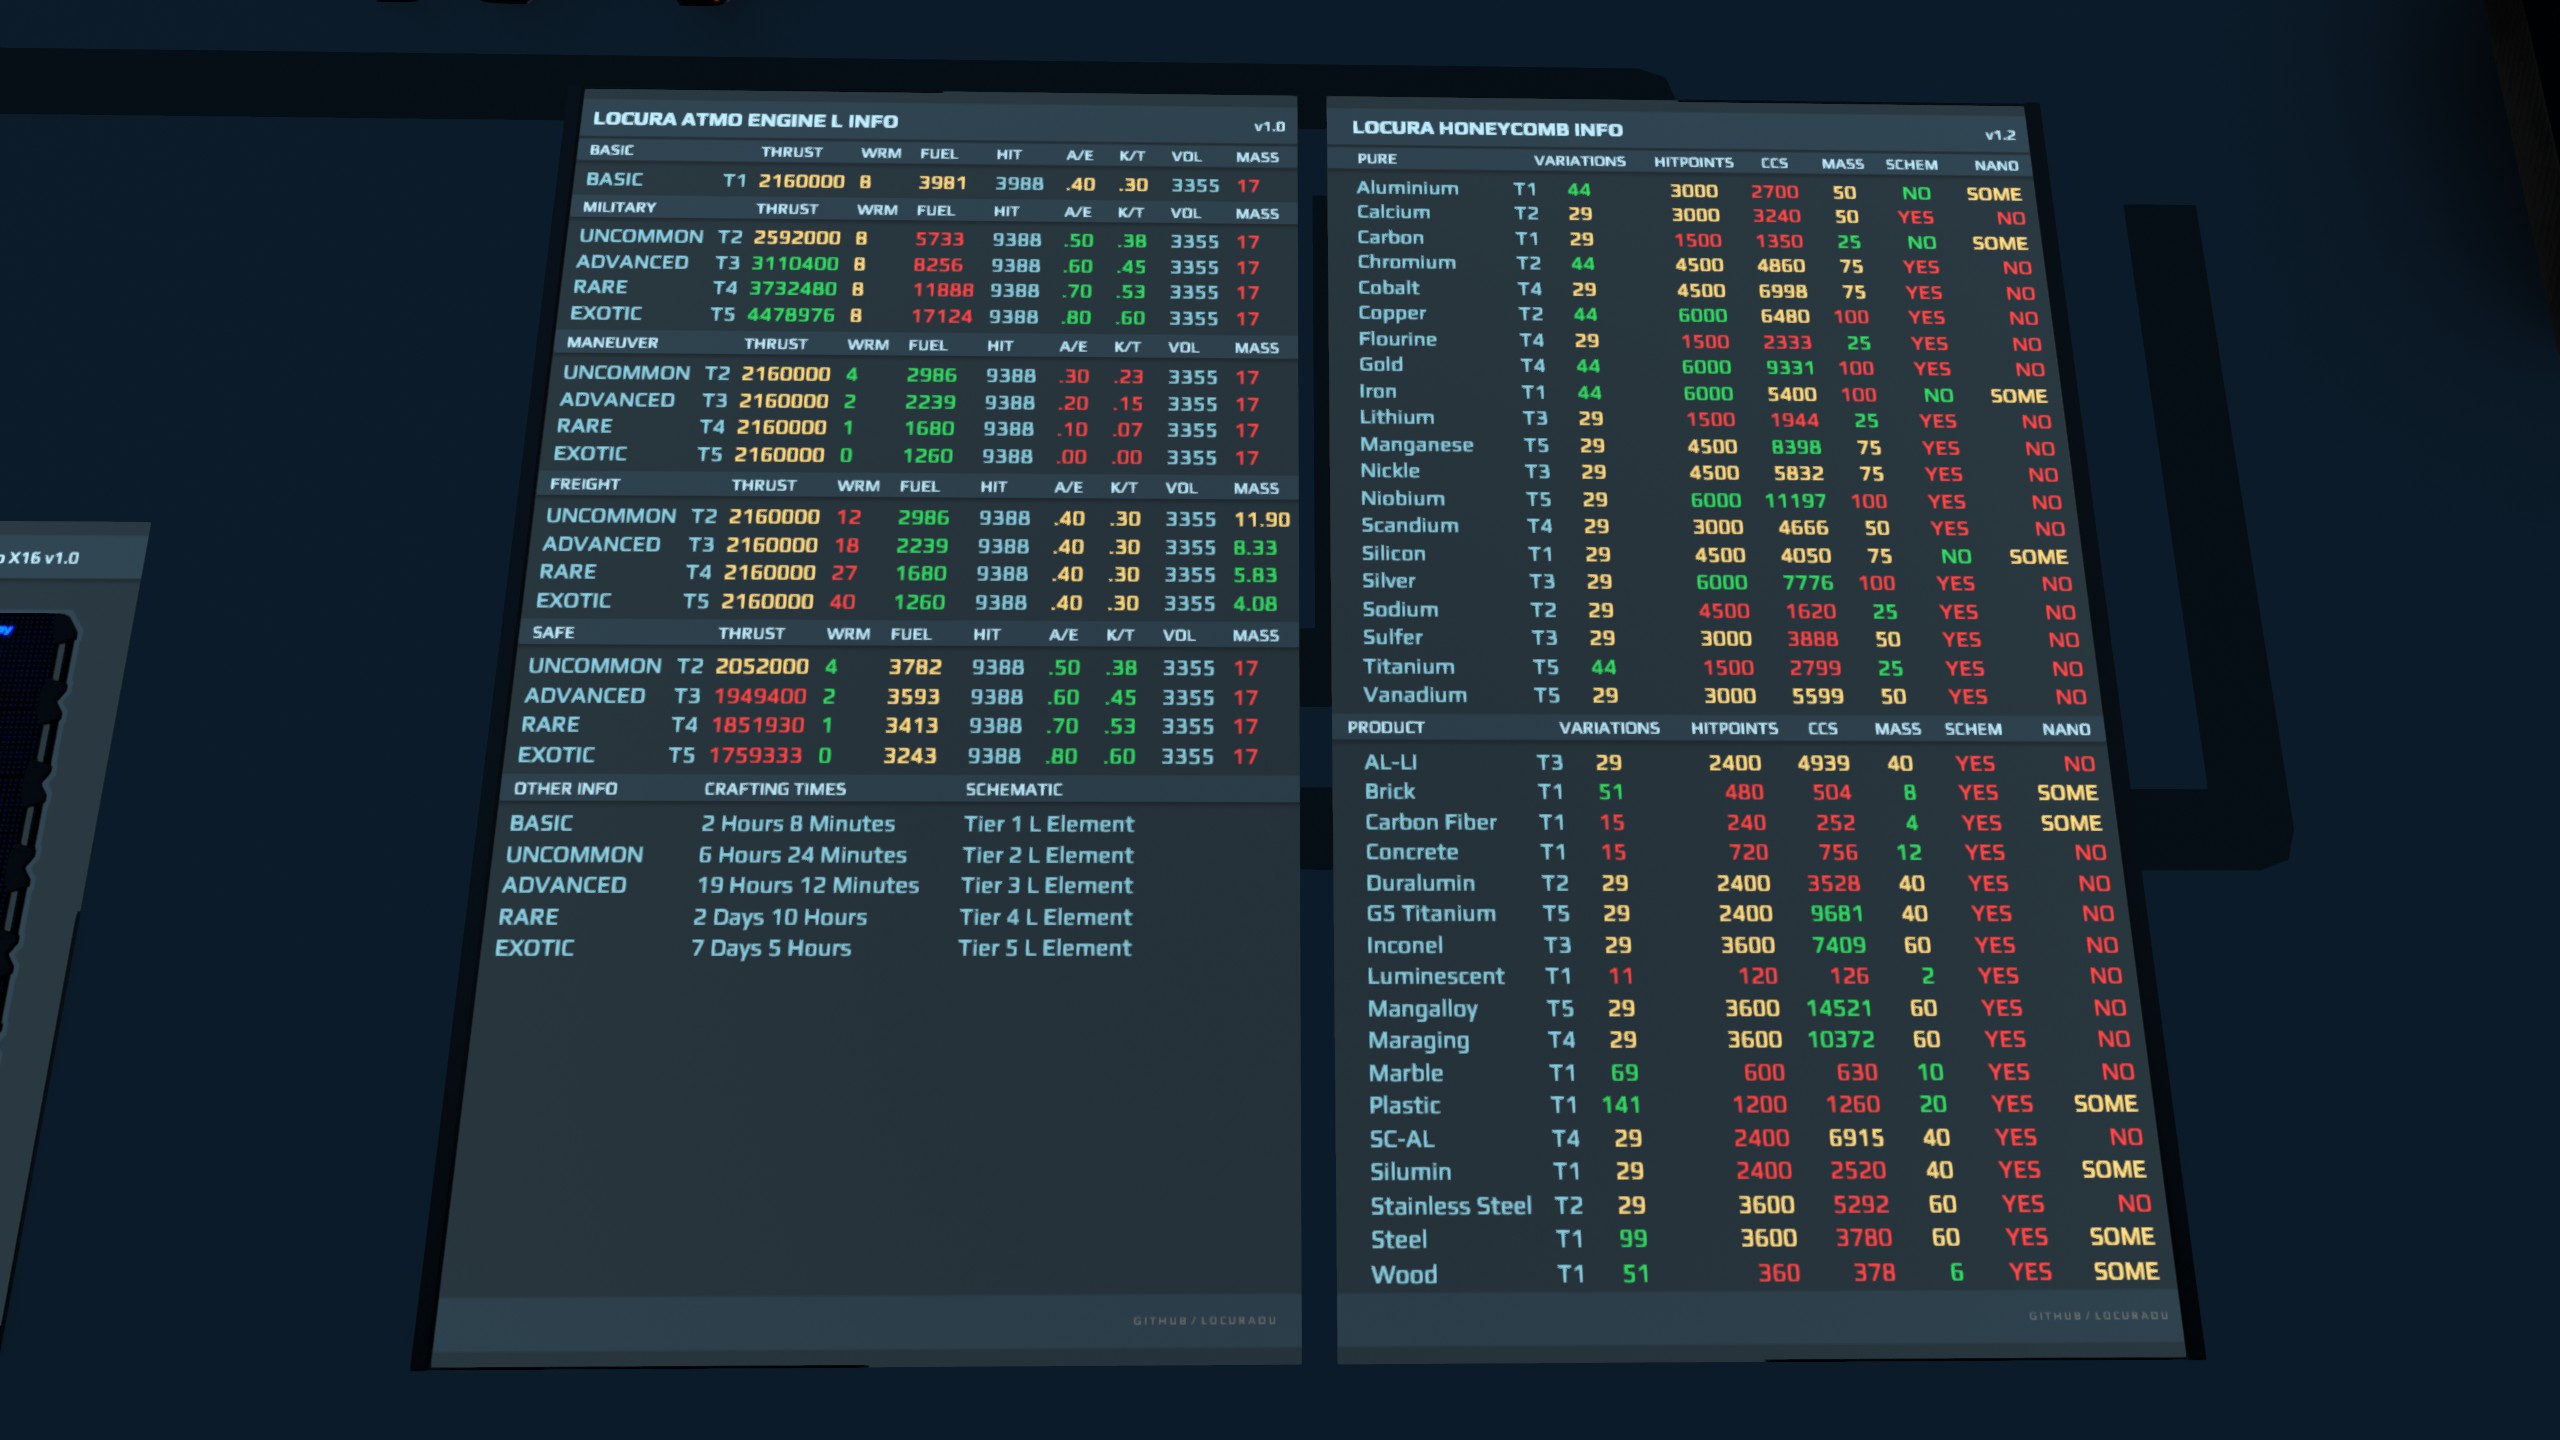 X16 v1.0
LOCURA ATMO ENGINE L INFO v1.0
BASIC THRUST WRM FUEL HIT A/E K/T VOL MASS
BASIC T1 2160000 8 3981 3988 .40 .30 3355 17
MILITARY THRUST WRM FUEL HIT A/E K/T VOL MASS
UNCOMMON T2 2592000 8 5733 9388 .50 .38 3355 17
ADVANCED T3 3110400 8 8256 9388 .60 .45 3355 17
RARE T4 3732480 8 11888 9388 .70 .53 3355 17
EXOTIC T5 4478976 8 17124 9388 .80 .60 3355 17
MANEUVER THRUST WRM FUEL HIT A/E K/T VOL MASS
UNCOMMON T2 2160000 4 2986 9388 .30 .23 3355 17
ADVANCED T3 2160000 2 2239 9388 .20 .15 3355 17
RARE T4 2160000 1 1680 9388 .10 .07 3355 17
EXOTIC T5 2160000 0 1260 9388 .00 .00 3355 17
FREIGHT THRUST WRM FUEL HIT A/E K/T VOL MASS
UNCOMMON T2 2160000 12 2986 9388 .40 .30 3355 11.90
ADVANCED T3 2160000 18 2239 9388 .40 .30 3355 8.33
RARE T4 2160000 27 1680 9388 .40 .30 3355 5.83
EXOTIC T5 2160000 40 1260 9388 .40 .30 3355 4.08
SAFE THRUST WRM FUEL HIT A/E K/T VOL MASS
UNCOMMON T2 2052000 4 3782 9388 .50 .38 3355 17
ADVANCED T3 1949400 2 3593 9388 .60 .45 3355 17
RARE T4 1851930 1 3413 9388 .70 .53 3355 17
EXOTIC T5 1759333 0 3243 9388 .80 .60 3355 17
OTHER INFO CRAFTING TIMES SCHEMATIC
BASIC 2 Hours 8 Minutes Tier 1 L Element
UNCOMMON 6 Hours 24 Minutes Tier 2 L Element
ADVANCED 19 Hours 12 Minutes Tier 3 L Element
RARE 2 Days 10 Hours Tier 4 L Element
EXOTIC 7 Days 5 Hours Tier 5 L Element
GITHUB / LOCURADU
LOCURA HONEYCOMB INFO v1.2
PURE VARIATIONS HITPOINTS CCS MASS SCHEM NANO
Aluminium T1 44 3000 2700 50 NO SOME
Calcium T2 29 3000 3240 50 YES NO
Carbon T1 29 1500 1350 25 NO SOME
Chromium T2 44 4500 4860 75 YES NO
Cobalt T4 29 4500 6998 75 YES NO
Copper T2 44 6000 6480 100 YES NO
Flourine T4 29 1500 2333 25 YES NO
Gold T4 44 6000 9331 100 YES NO
Iron T1 44 6000 5400 100 NO SOME
Lithium T3 29 1500 1944 25 YES NO
Manganese T5 29 4500 8398 75 YES NO
Nickle T3 29 4500 5832 75 YES NO
Niobium T5 29 6000 11197 100 YES NO
Scandium T4 29 3000 4666 50 YES NO
Silicon T1 29 4500 4050 75 NO SOME
Silver T3 29 6000 7776 100 YES NO
Sodium T2 29 4500 1620 25 YES NO
Sulfer T3 29 3000 3888 50 YES NO
Titanium T5 44 1500 2799 25 YES NO
Vanadium T5 29 3000 5599 50 YES NO
PRODUCT VARIATIONS HITPOINTS CCS MASS SCHEM NANO
AL-LI T3 29 2400 4939 40 YES NO
Brick T1 51 480 504 8 YES SOME
Carbon Fiber T1 15 240 252 4 YES SOME
Concrete T1 15 720 756 12 YES NO
Duralumin T2 29 2400 3528 40 YES NO
G5 Titanium T5 29 2400 9681 40 YES NO
Inconel T3 29 3600 7409 60 YES NO
Luminescent T1 11 120 126 2 YES NO
Mangalloy T5 29 3600 14521 60 YES NO
Maraging T4 29 3600 10372 60 YES NO
Marble T1 69 600 630 10 YES NO
Plastic T1 141 1200 1260 20 YES SOME
SC-AL T4 29 2400 6915 40 YES NO
Silumin T1 29 2400 2520 40 YES SOME
Stainless Steel T2 29 3600 5292 60 YES NO
Steel T1 99 3600 3780 60 YES SOME
Wood T1 51 360 378 6 YES SOME
GITHUB / LOCURADU